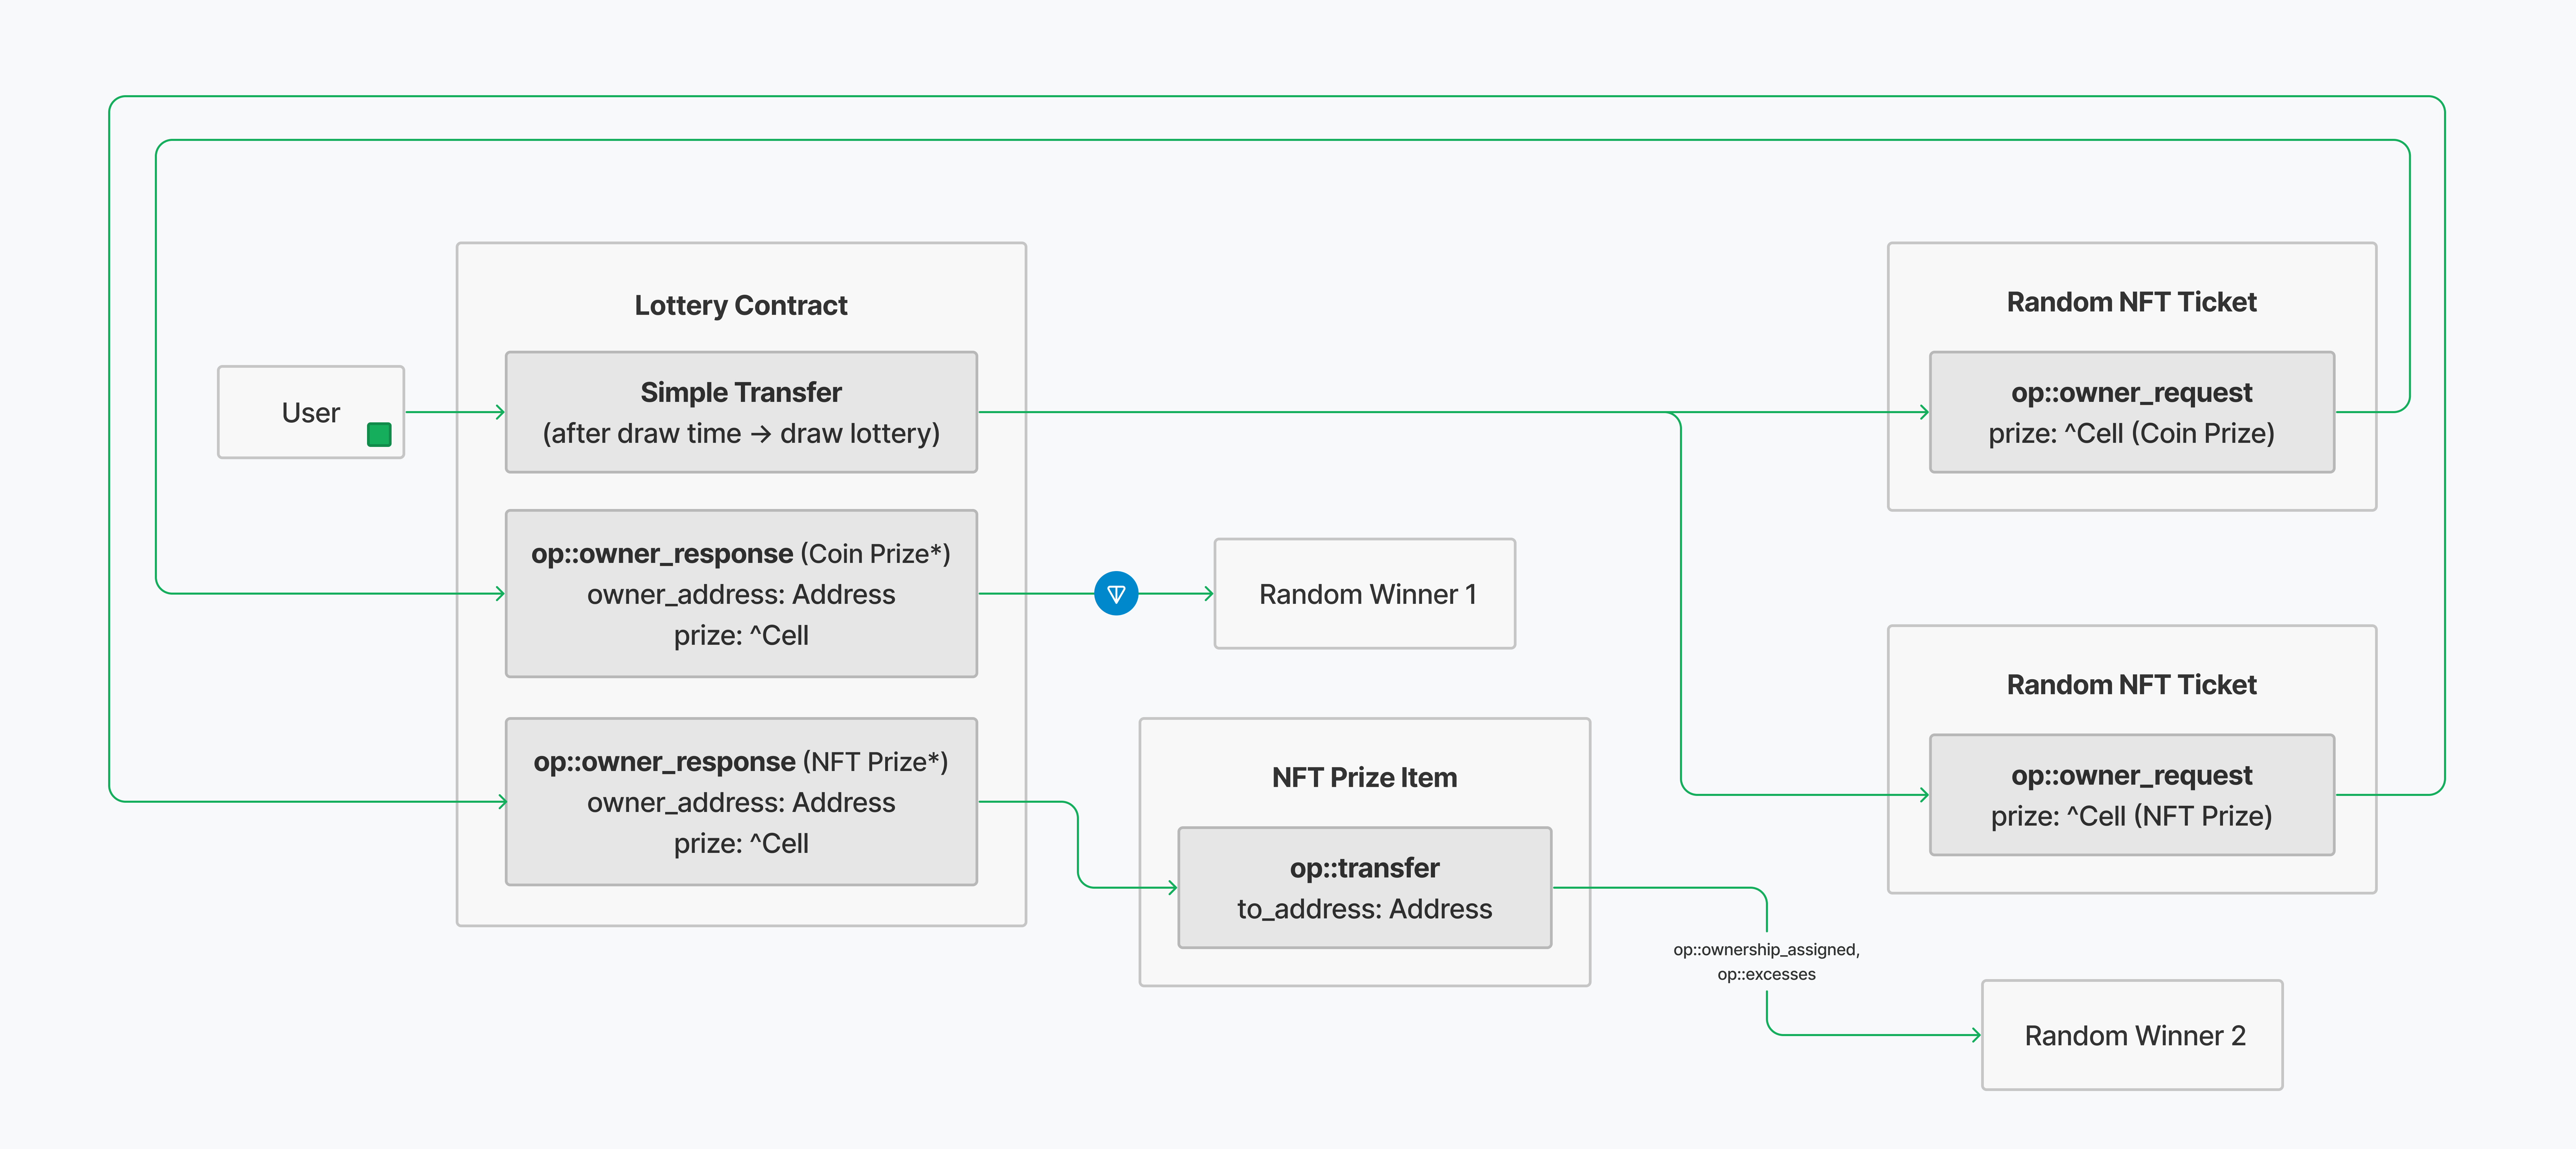 Lottery Contract
User
Simple Transfer
(after draw time → draw lottery)
op::owner_response (Coin Prize*)
owner_address: Address
prize: ^Cell
op::owner_response (NFT Prize*)
owner_address: Address
prize: ^Cell
Random Winner 1
NFT Prize Item
op::transfer
to_address: Address
op::ownership_assigned,
op::excesses
Random NFT Ticket
op::owner_request
prize: ^Cell (Coin Prize)
Random NFT Ticket
op::owner_request
prize: ^Cell (NFT Prize)
Random Winner 2